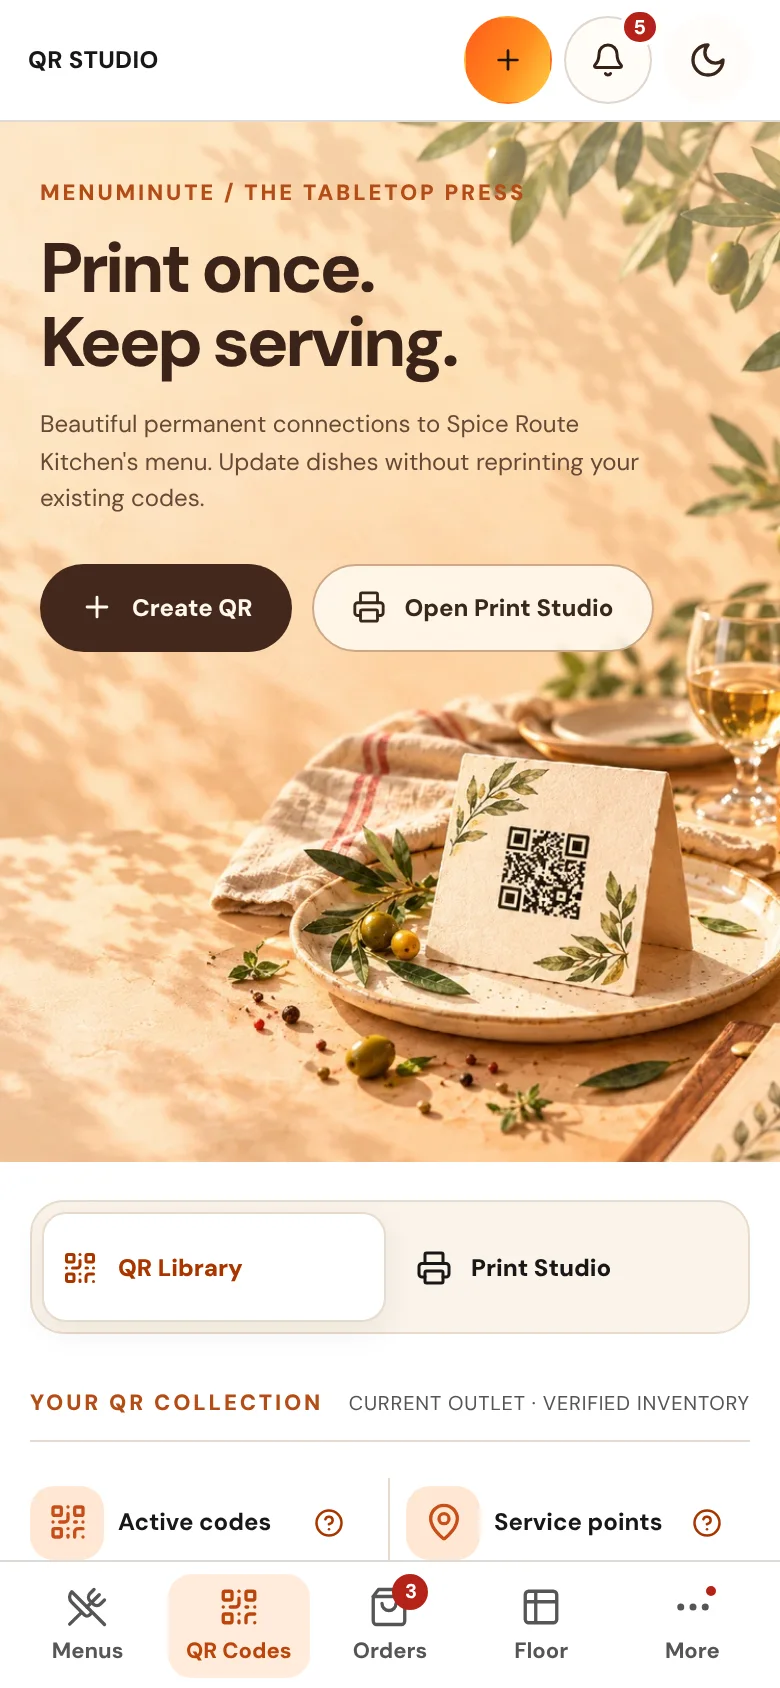 QR STUDIO
5
MENUMINUTE / THE TABLETOP PRESS
Print once.
Keep serving.
Beautiful permanent connections to Spice Route
Kitchen's menu. Update dishes without reprinting your
existing codes.
Create QR
Open Print Studio
QR Library
Print Studio
YOUR QR COLLECTION
CURRENT OUTLET · VERIFIED INVENTORY
Active codes
Service points
3
Menus
QR Codes
Orders
Floor
More